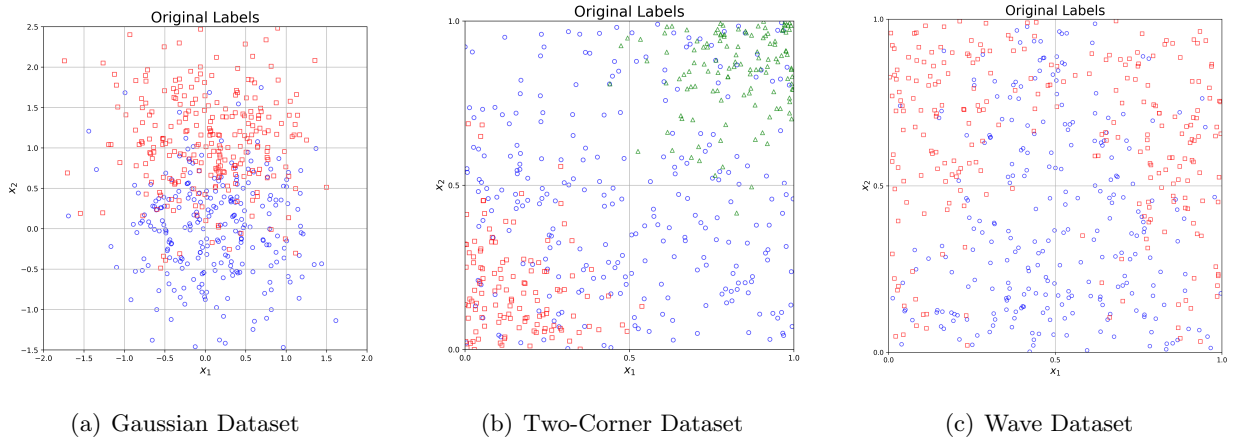 Original Labels
2.5
2.0
1.5
1.0
0.5
0.0
−0.5
−1.0
−1.5
x2
−2.0 −1.5 −1.0 −0.5 0.0 0.5 1.0 1.5 2.0
x1
(a) Gaussian Dataset
Original Labels
1.0
0.5
0.0
x2
0.0 0.5 1.0
x1
(b) Two-Corner Dataset
Original Labels
1.0
0.5
0.0
x2
0.0 0.5 1.0
x1
(c) Wave Dataset